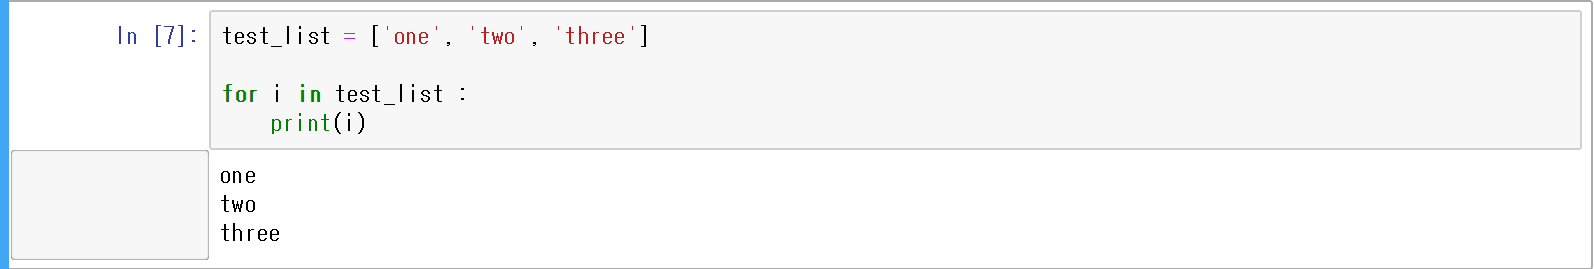 In [7]: test_list = ['one', 'two', 'three']
for i in test_list :
    print(i)
one
two
three